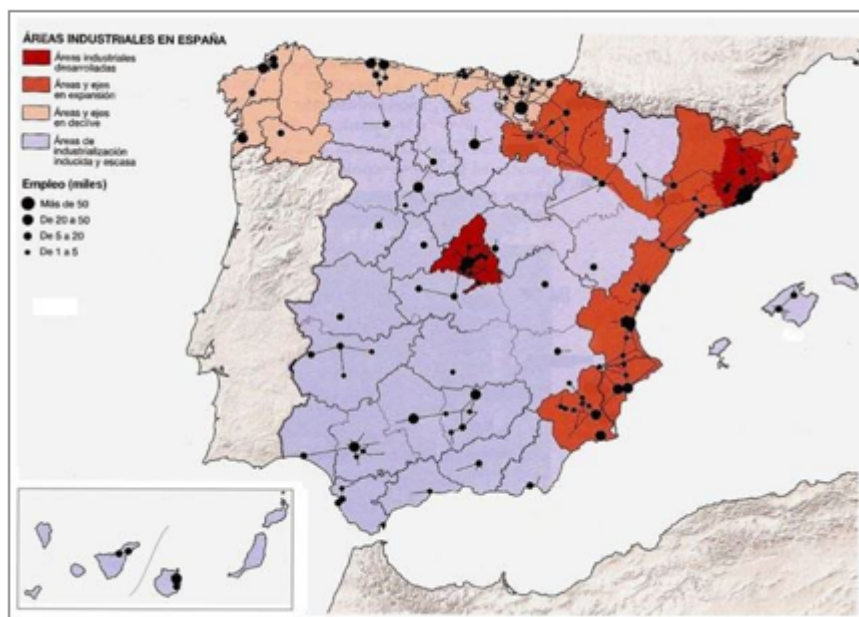 ÁREAS INDUSTRIALES EN ESPAÑA
Áreas industriales
desarrolladas
Áreas y ejes
en expansión
Áreas y ejes
en declive
Áreas de
industrialización
inducida y escasa
Empleo (miles)
Más de 50
De 20 a 50
De 5 a 20
De 1 a 5